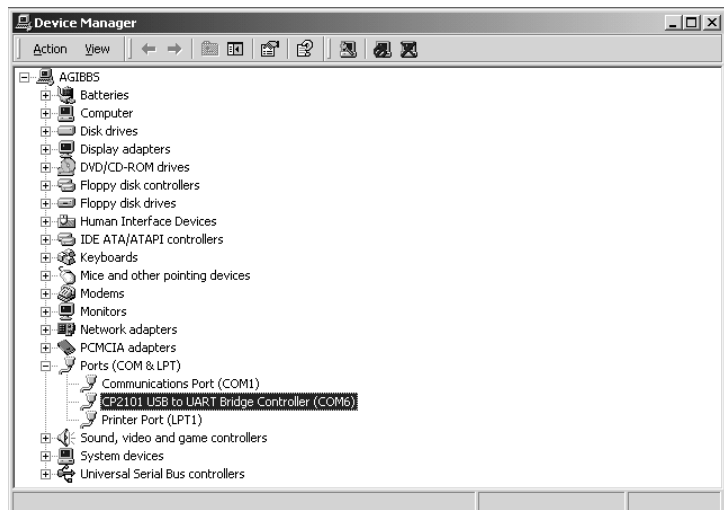 Device Manager
Action View
AGIBBS
Batteries
Computer
Disk drives
Display adapters
DVD/CD-ROM drives
Floppy disk controllers
Floppy disk drives
Human Interface Devices
IDE ATA/ATAPI controllers
Keyboards
Mice and other pointing devices
Modems
Monitors
Network adapters
PCMCIA adapters
Ports (COM & LPT)
Communications Port (COM1)
CP2101 USB to UART Bridge Controller (COM6)
Printer Port (LPT1)
Sound, video and game controllers
System devices
Universal Serial Bus controllers